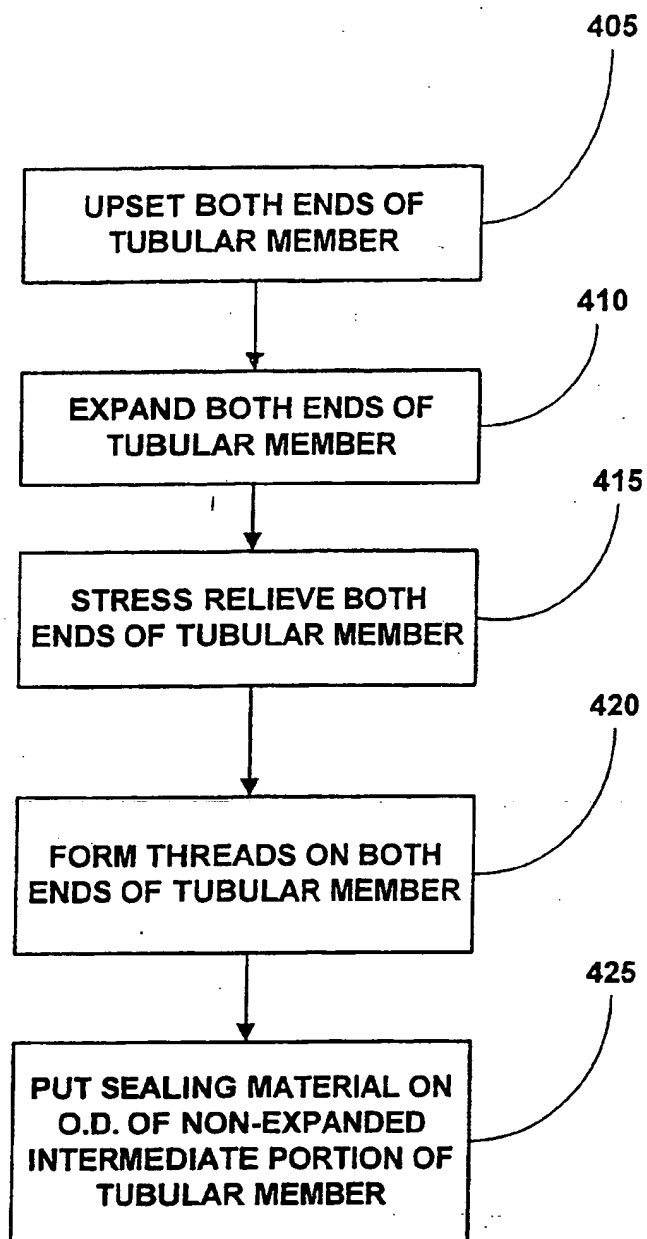 405
UPSET BOTH ENDS OF
TUBULAR MEMBER
410
EXPAND BOTH ENDS OF
TUBULAR MEMBER
415
STRESS RELIEVE BOTH
ENDS OF TUBULAR MEMBER
420
FORM THREADS ON BOTH
ENDS OF TUBULAR MEMBER
425
PUT SEALING MATERIAL ON
O.D. OF NON-EXPANDED
INTERMEDIATE PORTION OF
TUBULAR MEMBER